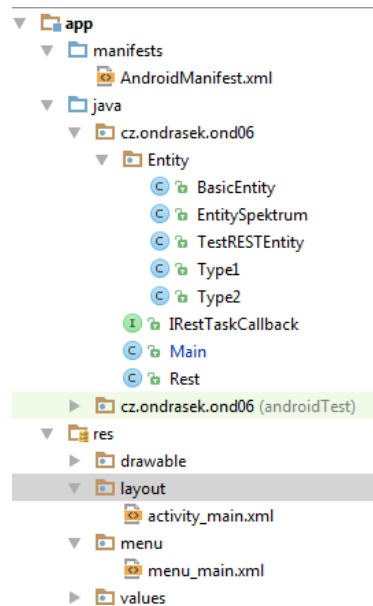 app
manifests
AndroidManifest.xml
java
cz.ondrasek.ond06
Entity
C BasicEntity
C EntitySpektrum
C TestRESTEntity
C Type1
C Type2
I IRestTaskCallback
C Main
C Rest
cz.ondrasek.ond06 (androidTest)
res
drawable
layout
activity_main.xml
menu
menu_main.xml
values